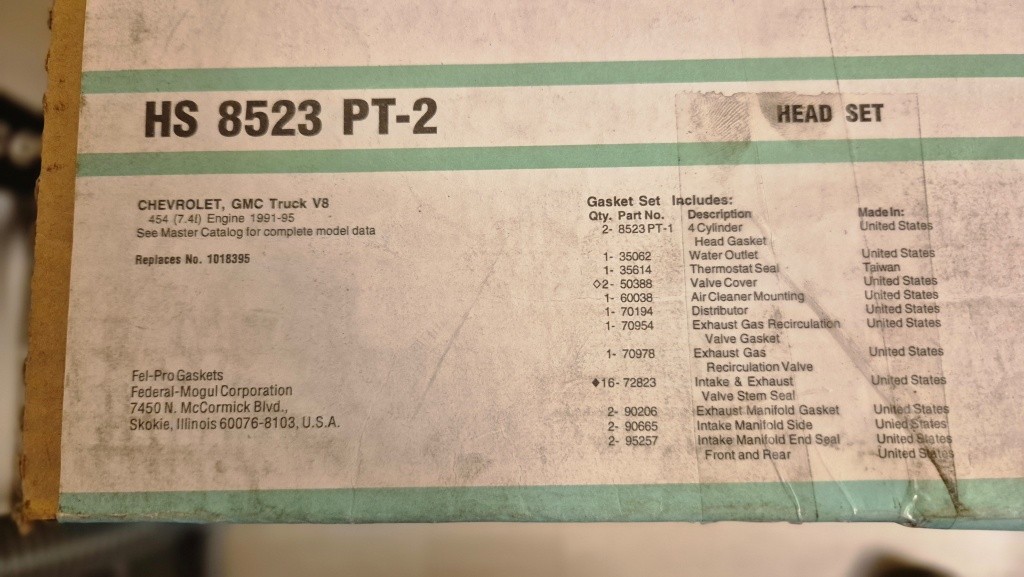 HS 8523 PT-2
HEAD SET
CHEVROLET, GMC Truck V8
454 (7.4l) Engine 1991-95
See Master Catalog for complete model data
Replaces No. 1018395
Fel-Pro Gaskets
Federal-Mogul Corporation
7450 N. McCormick Blvd.,
Skokie, Illinois 60076-8103, U.S.A.
Gasket Set Includes:
Qty. Part No. Description Made In:
2- 8523 PT-1 4 Cylinder United States
Head Gasket
1- 35062 Water Outlet United States
1- 35614 Thermostat Seal Taiwan
◇2- 50388 Valve Cover United States
1- 60038 Air Cleaner Mounting United States
1- 70194 Distributor United States
1- 70954 Exhaust Gas Recirculation United States
Valve Gasket
1- 70978 Exhaust Gas United States
Recirculation Valve
◆16- 72823 Intake & Exhaust United States
Valve Stem Seal
2- 90206 Exhaust Manifold Gasket United States
2- 90665 Intake Manifold Side United States
2- 95257 Intake Manifold End Seal United States
Front and Rear United States